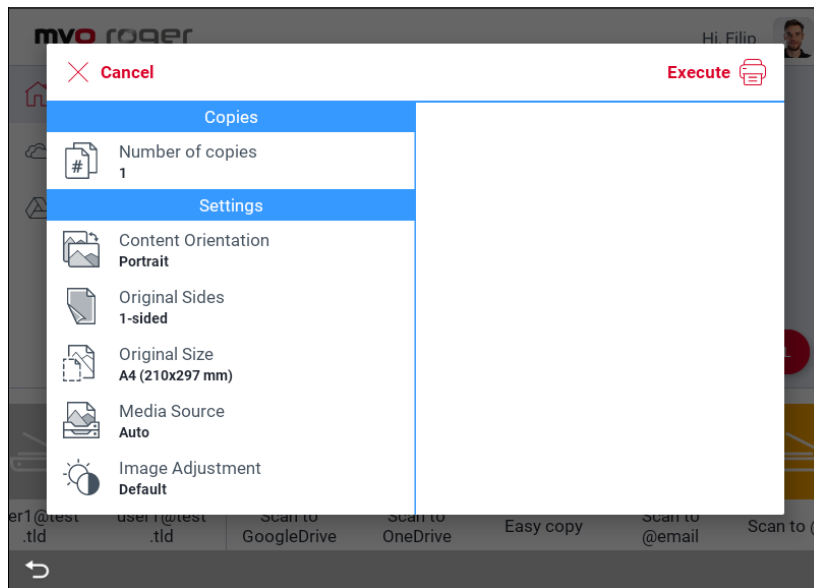 mvo roger
Hi, Filip
Cancel
Execute
Copies
#
Number of copies
1
Settings
Content Orientation
Portrait
Original Sides
1-sided
Original Size
A4 (210x297 mm)
Media Source
Auto
Image Adjustment
Default
L
er1@test
.tld
user1@test
.tld
Scan to
GoogleDrive
Scan to
OneDrive
Easy copy
Scan to
@email
Scan to